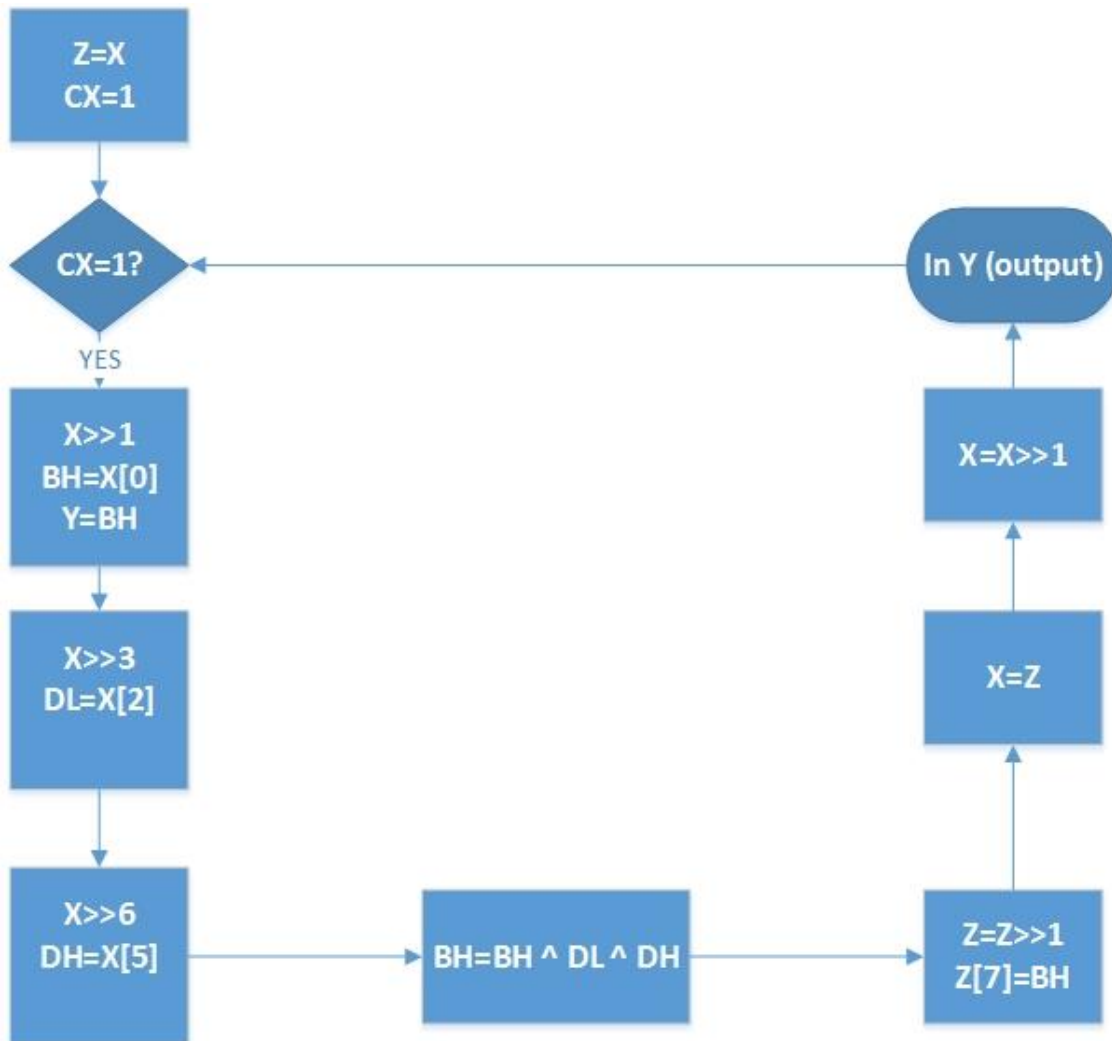 Z=X
CX=1
CX=1?
YES
X>>1
BH=X[0]
Y=BH
X>>3
DL=X[2]
X>>6
DH=X[5]
BH=BH ^ DL ^ DH
Z=Z>>1
Z[7]=BH
X=Z
X=X>>1
In Y (output)